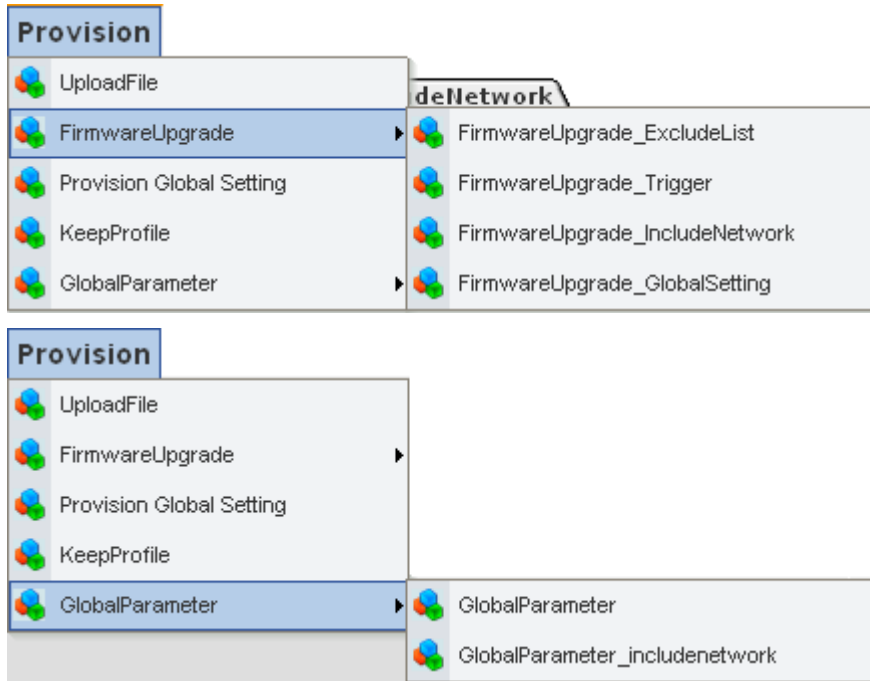 Provision
UploadFile
deNetwork
FirmwareUpgrade
FirmwareUpgrade_ExcludeList
Provision Global Setting
FirmwareUpgrade_Trigger
KeepProfile
FirmwareUpgrade_IncludeNetwork
GlobalParameter
FirmwareUpgrade_GlobalSetting
Provision
UploadFile
FirmwareUpgrade
Provision Global Setting
KeepProfile
GlobalParameter
GlobalParameter
GlobalParameter_includenetwork